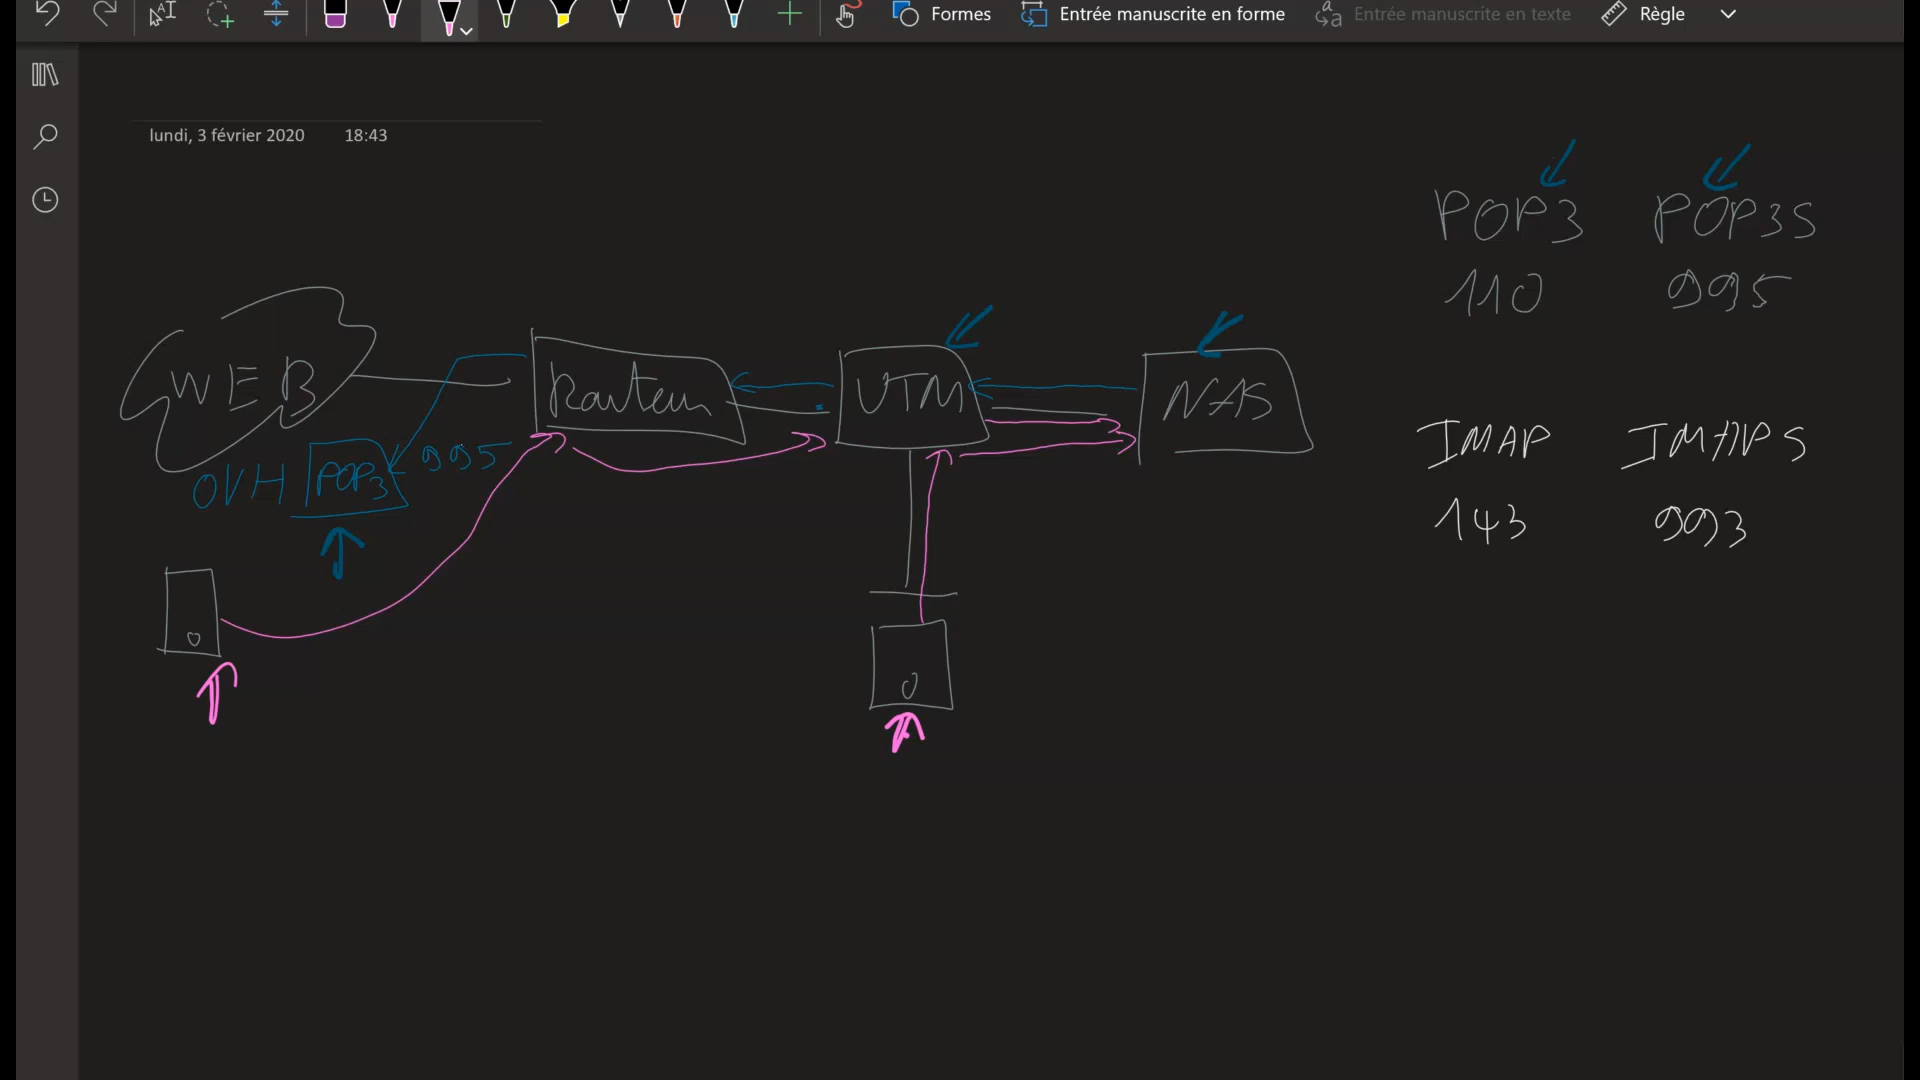 Formes Entrée manuscrite en forme Entrée manuscrite en texte Règle
lundi, 3 février 2020 18:43
POP3 POP3S
110 995
WEB Routeur UTM NAS
OVH POP3 995
IMAP IMAPS
143 993